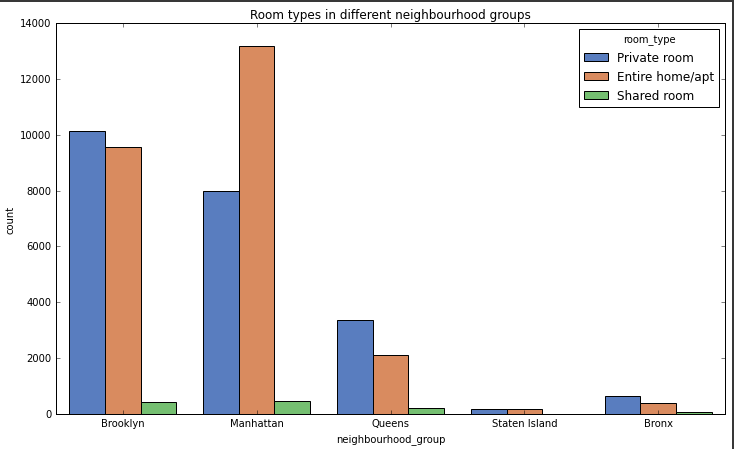 Room types in different neighbourhood groups
room_type
Private room
Entire home/apt
Shared room
14000
12000
10000
8000
6000
4000
2000
0
count
Brooklyn
Manhattan
Queens
Staten Island
Bronx
neighbourhood_group